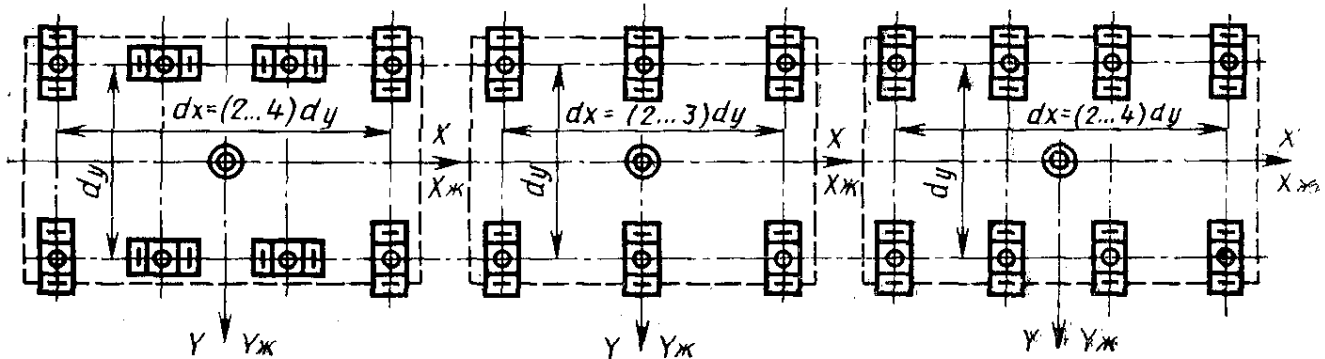 dx=(2...4)dy
dy
X
Xж
Y Yж
dx=(2...3)dy
dy
X
Xж
Y Yж
dx=(2...4)dy
dy
X
Xж
Y Yж